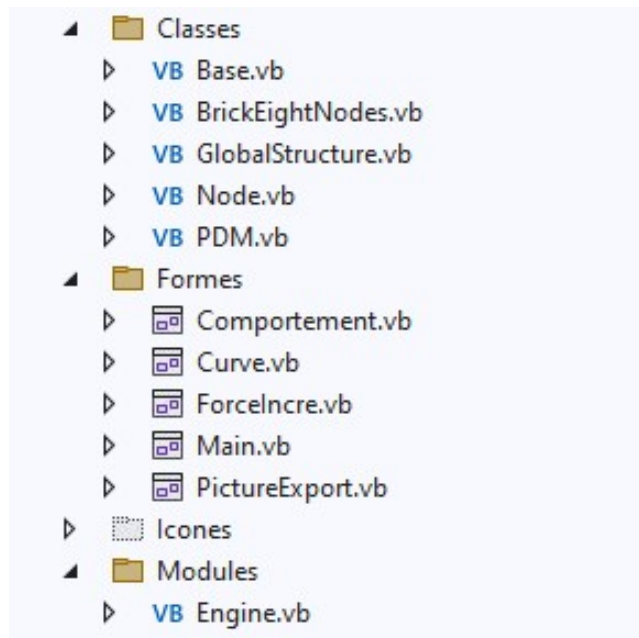 Classes
VB Base.vb
VB BrickEightNodes.vb
VB GlobalStructure.vb
VB Node.vb
VB PDM.vb
Formes
Comportement.vb
Curve.vb
ForceIncre.vb
Main.vb
PictureExport.vb
Icones
Modules
VB Engine.vb